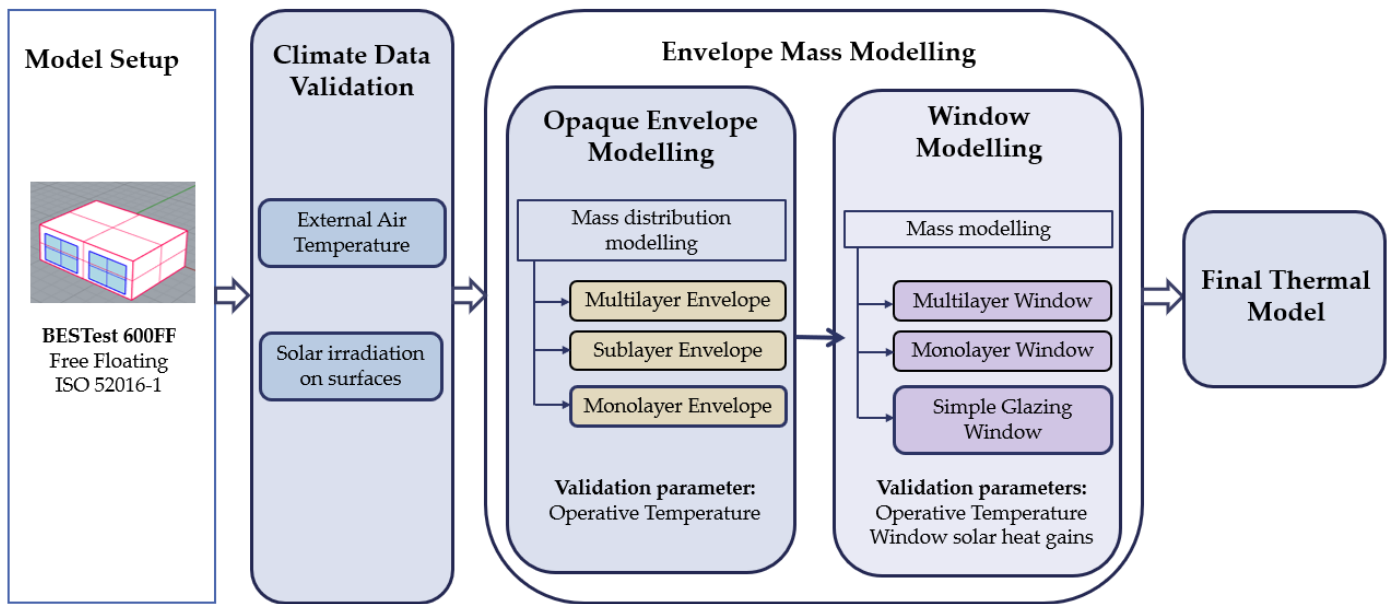 Model Setup
BESTest 600FF
Free Floating
ISO 52016-1
Climate Data
Validation
External Air
Temperature
Solar irradiation
on surfaces
Envelope Mass Modelling
Opaque Envelope
Modelling
Mass distribution
modelling
Multilayer Envelope
Sublayer Envelope
Monolayer Envelope
Validation parameter:
Operative Temperature
Window
Modelling
Mass modelling
Multilayer Window
Monolayer Window
Simple Glazing
Window
Validation parameters:
Operative Temperature
Window solar heat gains
Final Thermal
Model